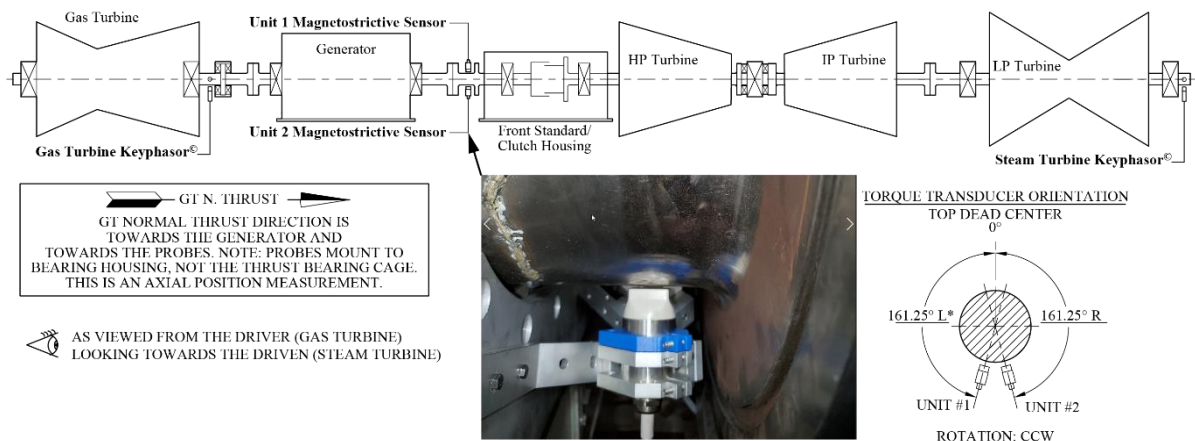 Gas Turbine
Unit 1 Magnetostrictive Sensor
Generator
HP Turbine
IP Turbine
LP Turbine
Unit 2 Magnetostrictive Sensor
Front Standard/
Clutch Housing
Gas Turbine Keyphasor©
Steam Turbine Keyphasor©
GT N. THRUST
GT NORMAL THRUST DIRECTION IS
TOWARDS THE GENERATOR AND
TOWARDS THE PROBES. NOTE: PROBES MOUNT TO
BEARING HOUSING, NOT THE THRUST BEARING CAGE.
THIS IS AN AXIAL POSITION MEASUREMENT.
AS VIEWED FROM THE DRIVER (GAS TURBINE)
LOOKING TOWARDS THE DRIVEN (STEAM TURBINE)
TORQUE TRANSDUCER ORIENTATION
TOP DEAD CENTER
0°
161.25° L*
161.25° R
UNIT #1
UNIT #2
ROTATION: CCW